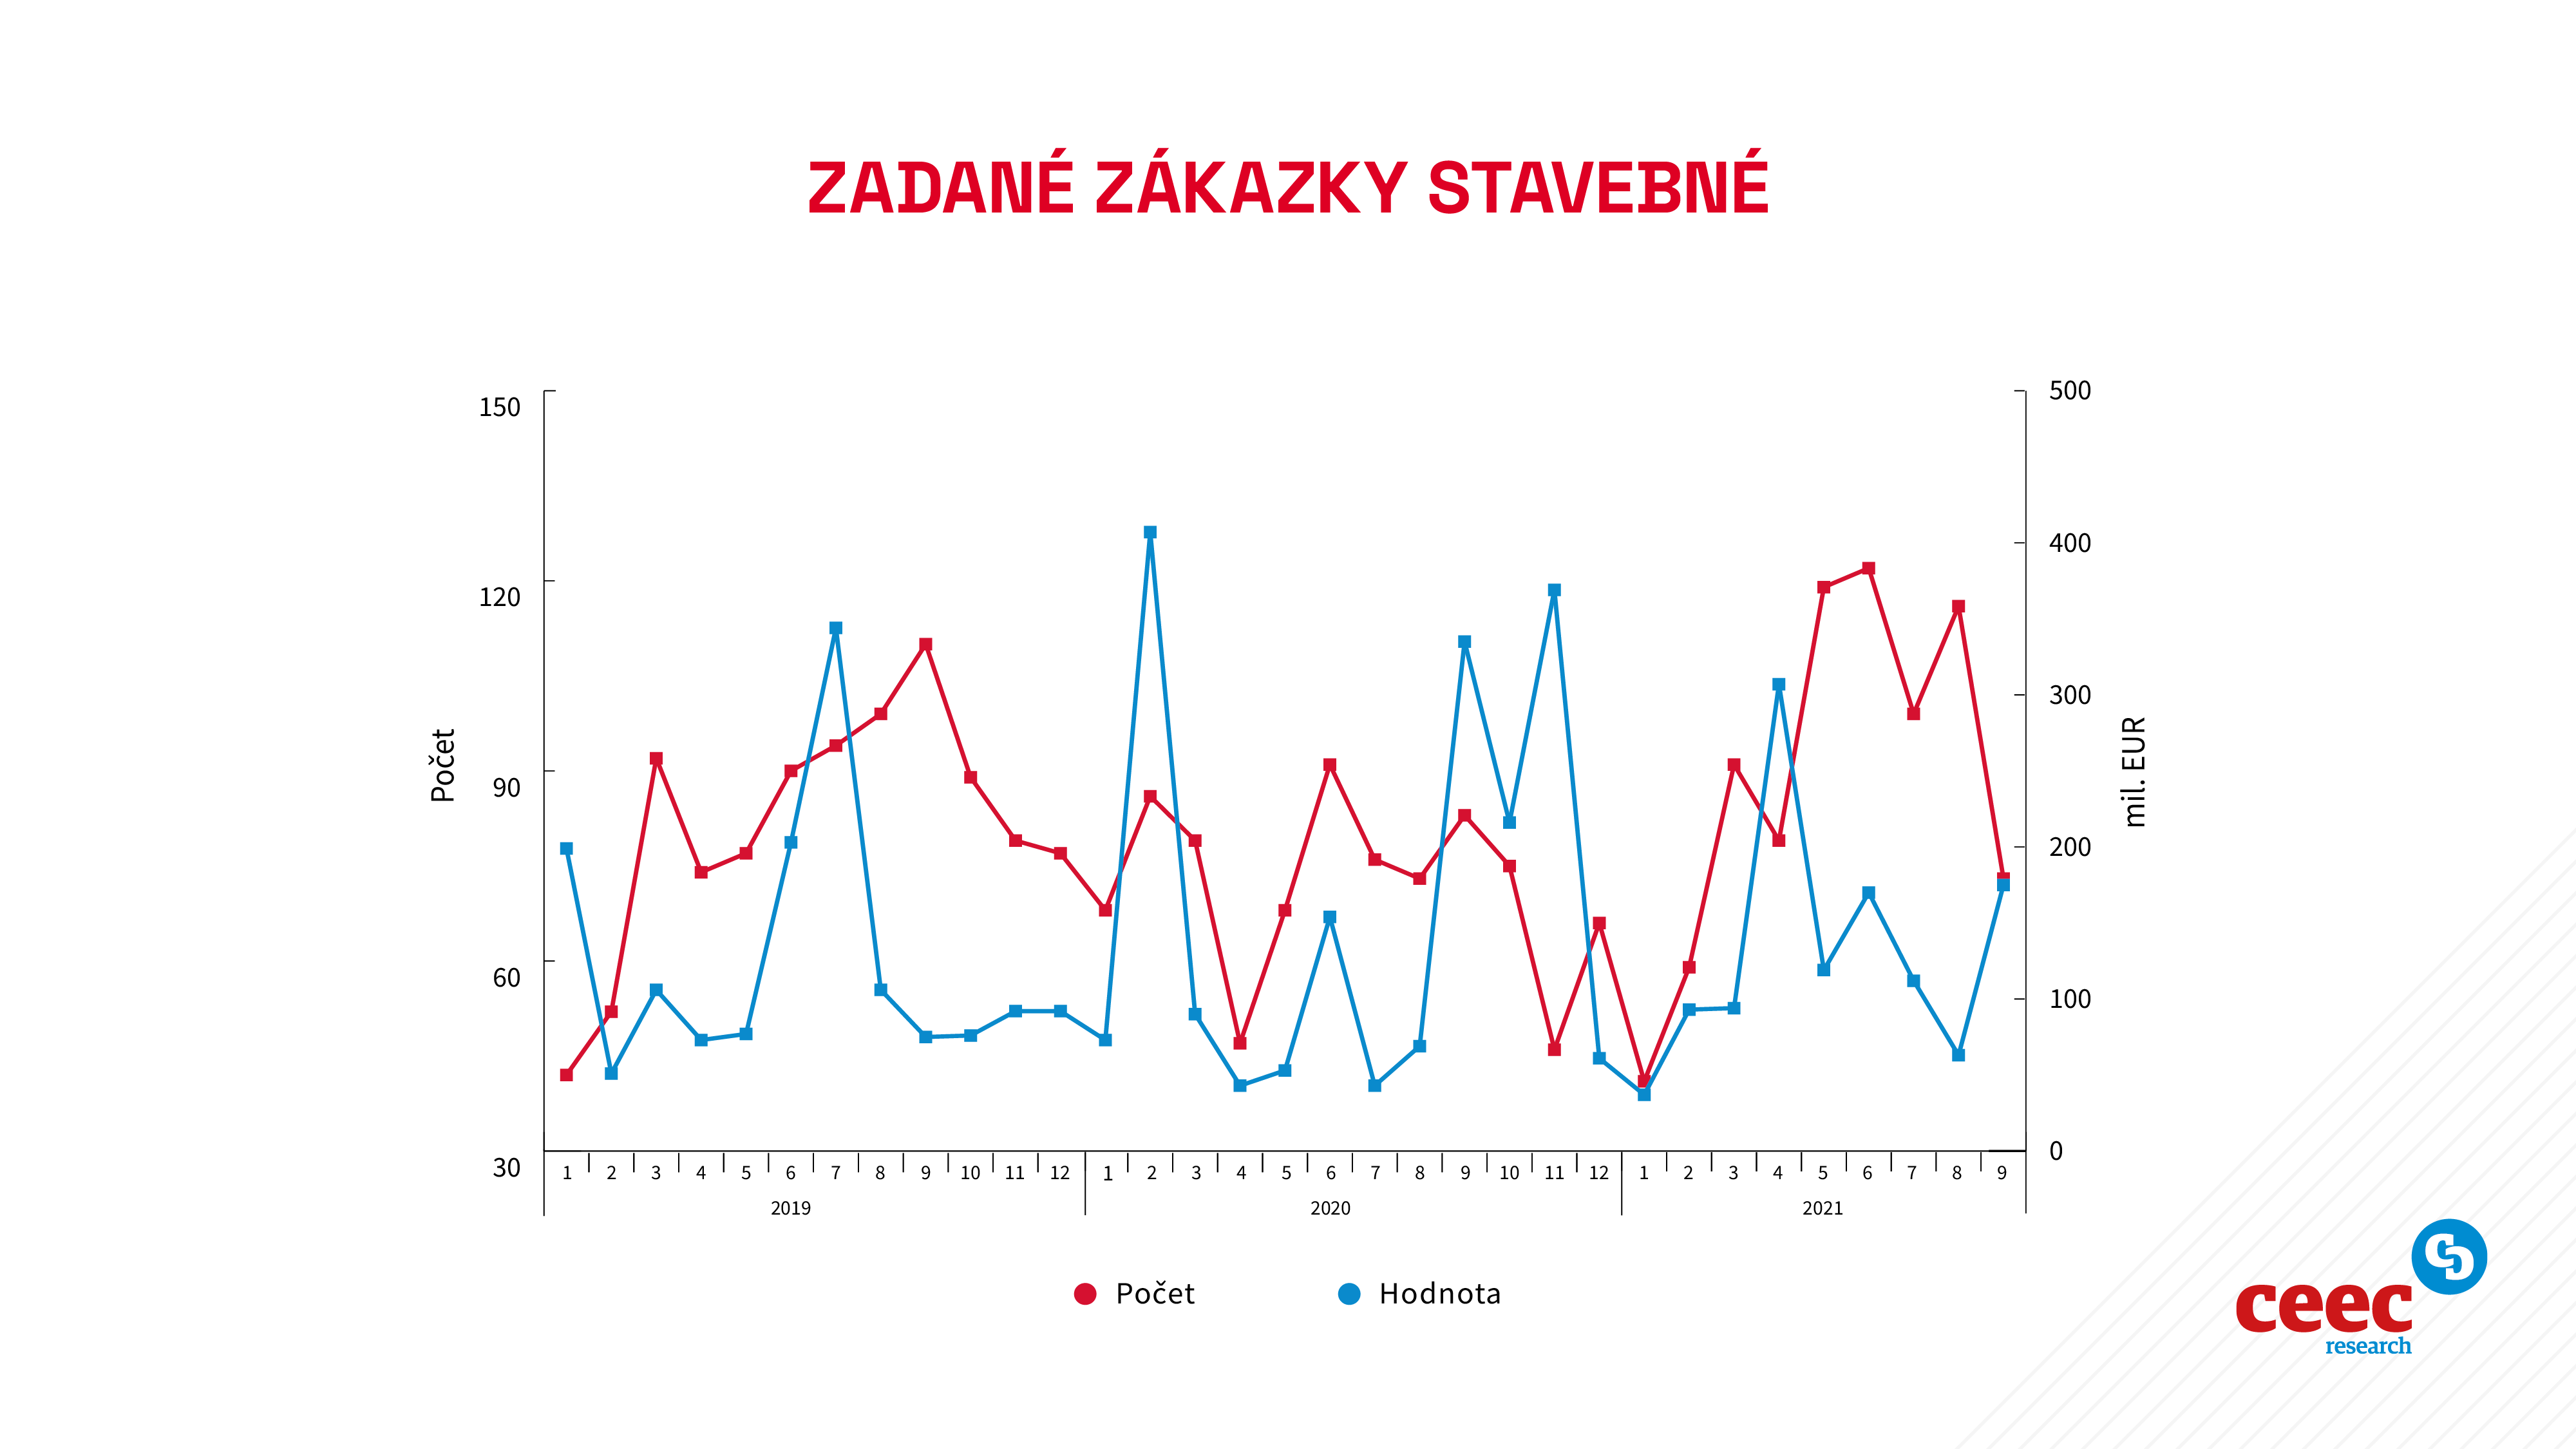 ZADANÉ ZÁKAZKY STAVEBNÉ
150
120
90
60
30
Počet
500
400
300
200
100
0
mil. EUR
1 2 3 4 5 6 7 8 9 10 11 12 1 2 3 4 5 6 7 8 9 10 11 12 1 2 3 4 5 6 7 8 9
2019 2020 2021
Počet Hodnota
ceec
research